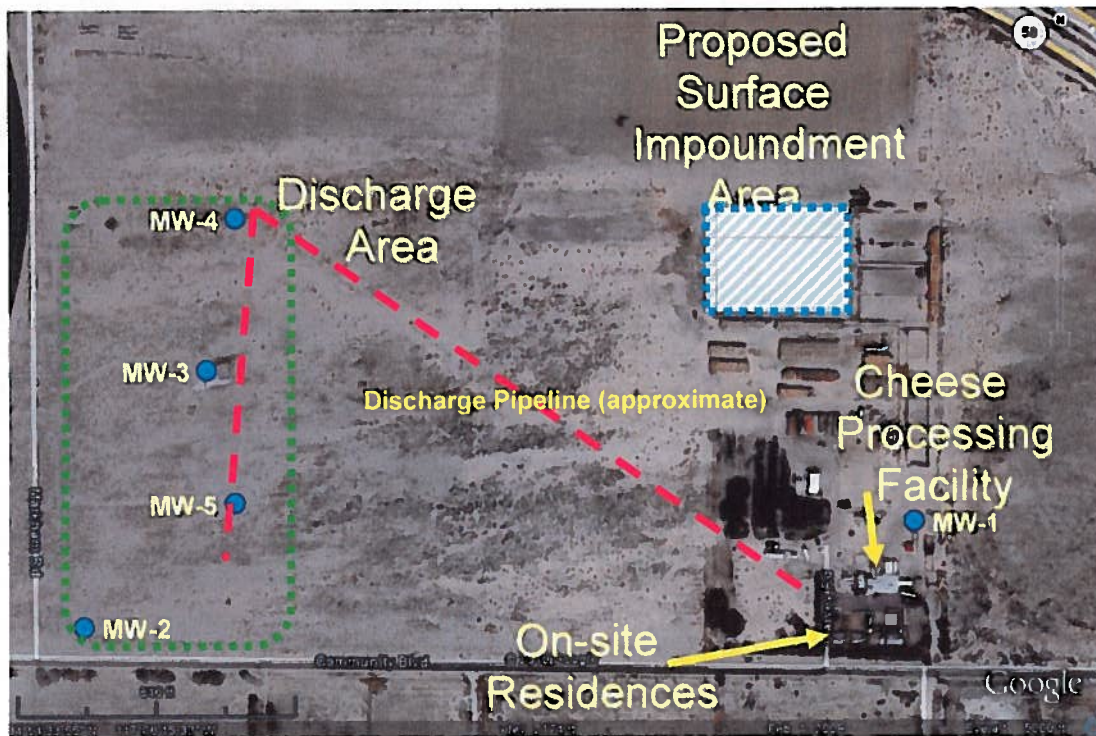 58
Proposed
Surface
Impoundment
Area
Discharge
Area
MW-4
MW-3
Discharge Pipeline (approximate)
Cheese
Processing
Facility
MW-5
MW-1
MW-2
On-site
Residences
Community Blvd
Google